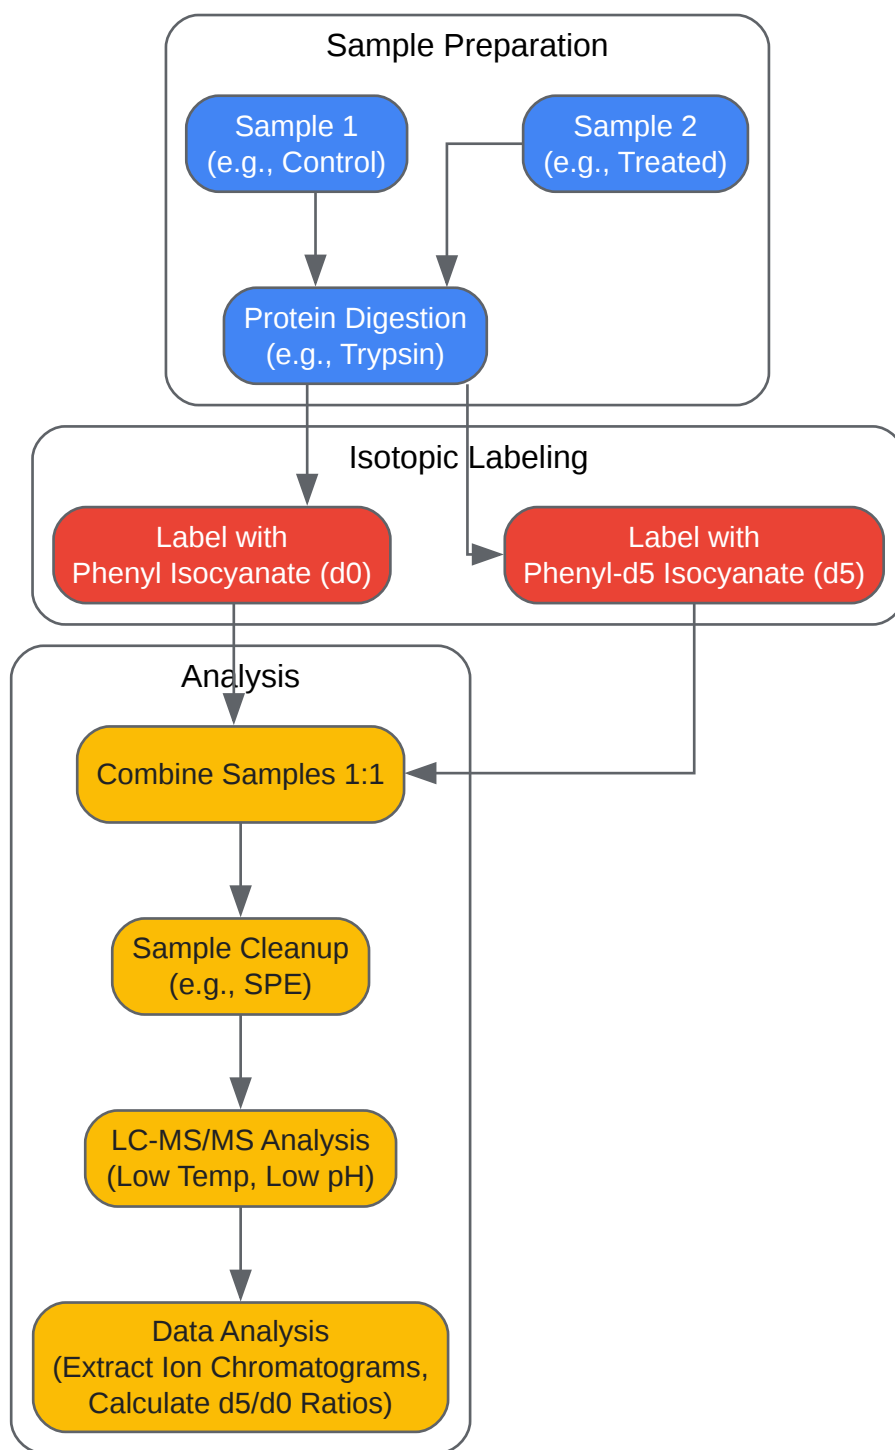 Sample Preparation
Sample 1
(e.g., Control)
Sample 2
(e.g., Treated)
Protein Digestion
(e.g., Trypsin)
Isotopic Labeling
Label with
Phenyl Isocyanate (d0)
Label with
Phenyl-d5 Isocyanate (d5)
Analysis
Combine Samples 1:1
Sample Cleanup
(e.g., SPE)
LC-MS/MS Analysis
(Low Temp, Low pH)
Data Analysis
(Extract Ion Chromatograms,
Calculate d5/d0 Ratios)